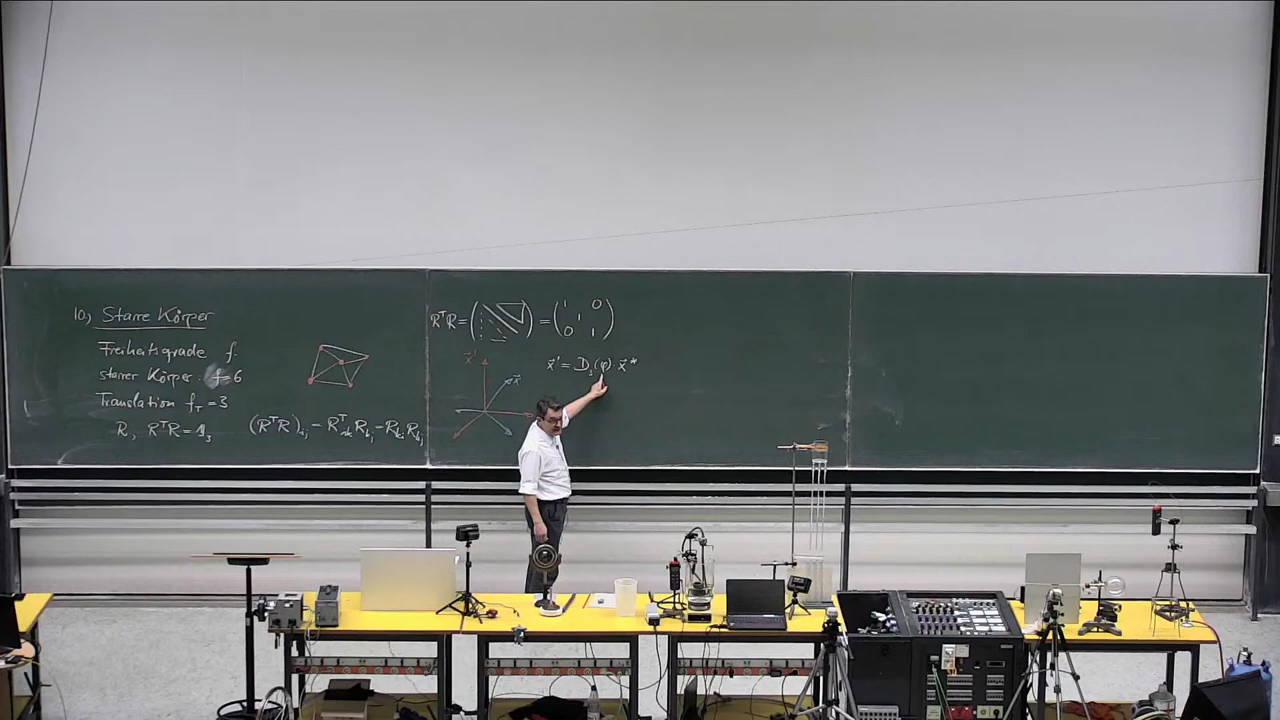 10) Starre Körper
Freiheitsgrade f
starrer Körper: f=6
Translation f_T = 3
R, R^T R = 1_3
(R^T R)_ij = R^T_ik R_kj = R_ki R_kj
R^T R = ( ) = (1 0 1 0 1)
x⃗' = D_3(φ) x⃗*
x⃗